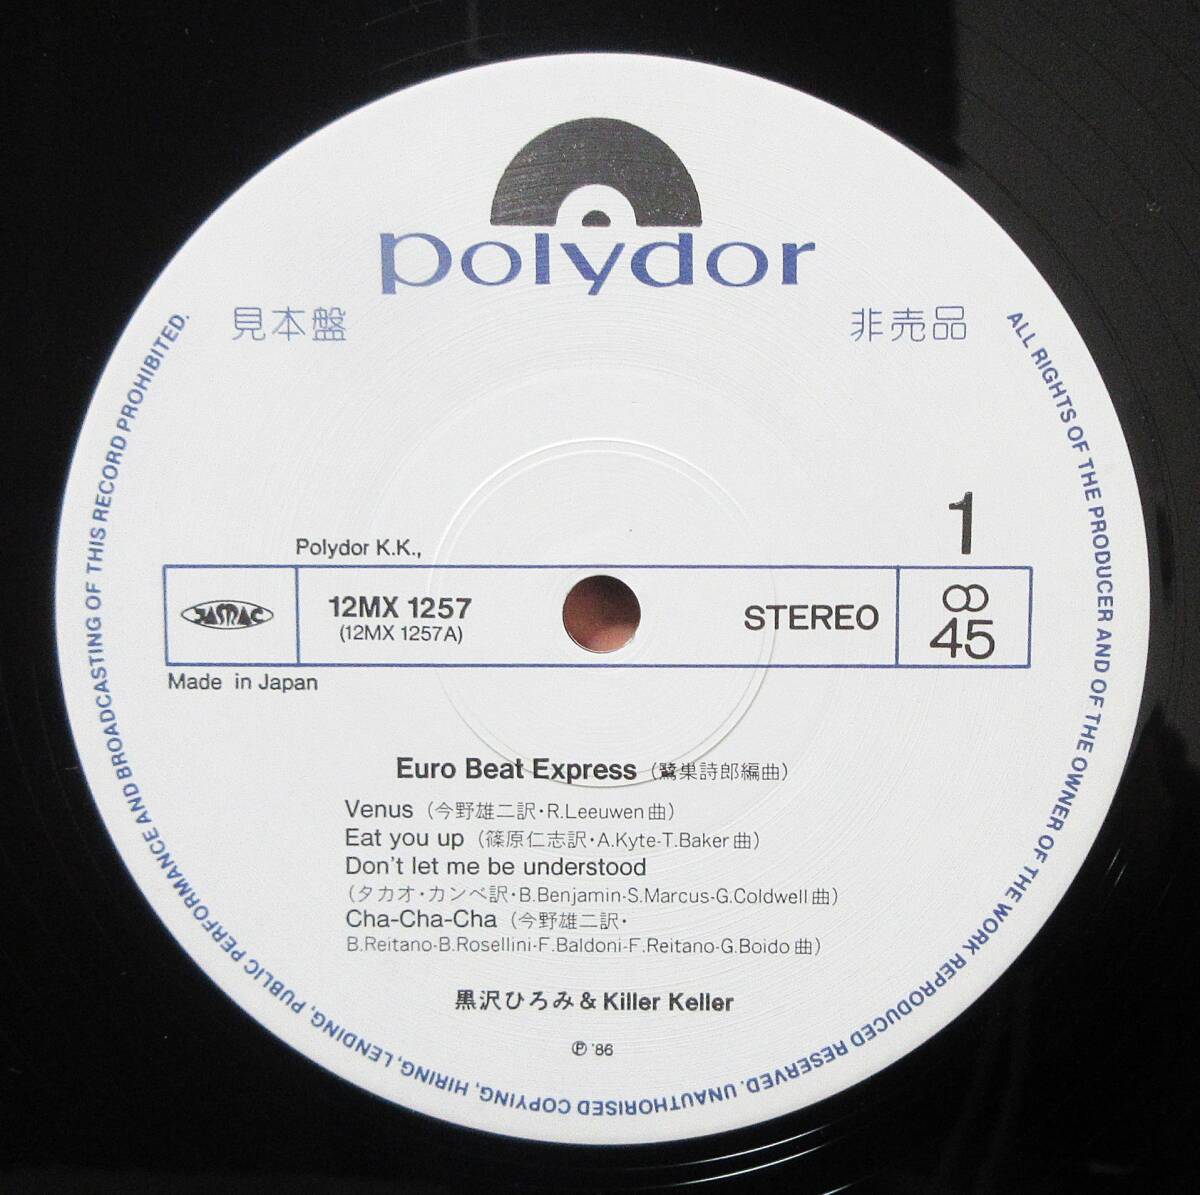 polydor
見本盤
非売品
1
Polydor K.K.,
JASRAC
12MX 1257
(12MX 1257A)
STEREO
∞
45
Made in Japan
Euro Beat Express (鷺巣詩郎編曲)
Venus (今野雄二訳・R.Leeuwen曲)
Eat you up (篠原仁志訳・A.Kyte-T.Baker曲)
Don't let me be understood
(タカオ・カンベ訳・B.Benjamin-S.Marcus-G.Coldwell曲)
Cha-Cha-Cha (今野雄二訳・
B.Reitano-B.Rosellini-F.Baldoni-F.Reitano-G.Boido曲)
黒沢ひろみ & Killer Keller
Ⓟ '86
ALL RIGHTS OF THE PRODUCER AND OF THE OWNER OF THE WORK REPRODUCED RESERVED. UNAUTHORISED COPYING, HIRING, LENDING, PUBLIC PERFORMANCE AND BROADCASTING OF THIS RECORD PROHIBITED.